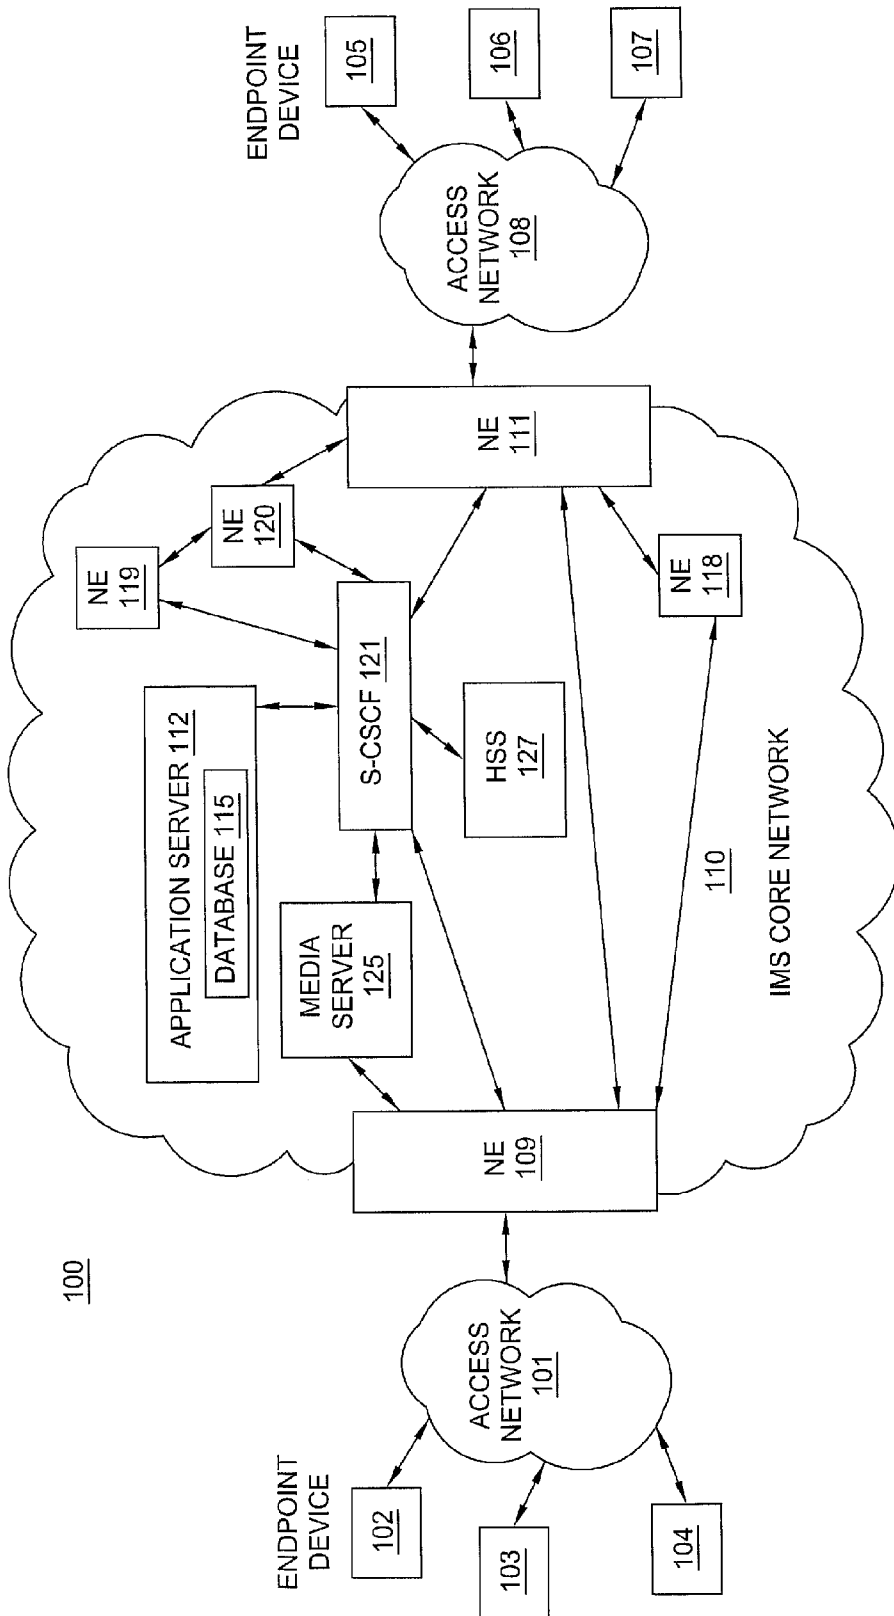 100
ENDPOINT
DEVICE
102
103
104
ACCESS
NETWORK
101
NE
109
APPLICATION SERVER 112
DATABASE 115
MEDIA
SERVER
125
S-CSCF 121
HSS
127
NE
119
NE
120
NE
111
NE
118
110
IMS CORE NETWORK
ACCESS
NETWORK
108
ENDPOINT
DEVICE
105
106
107